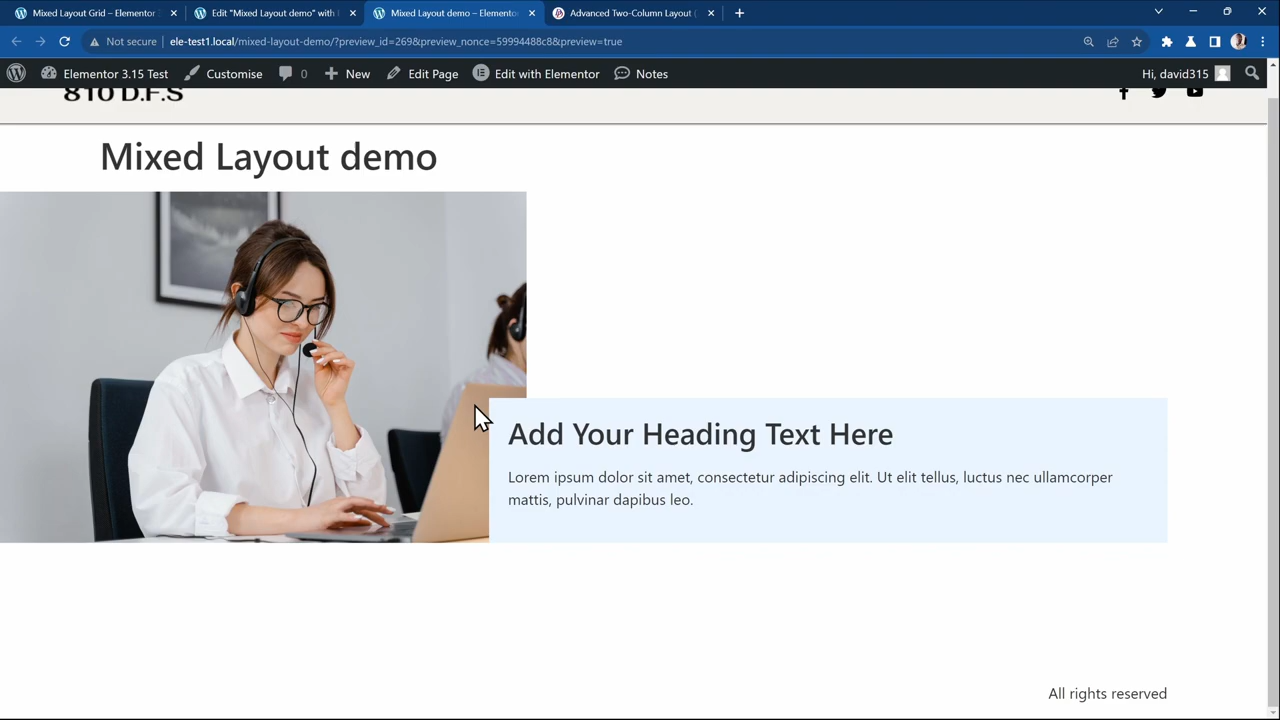 Mixed Layout Grid – Elementor
Edit "Mixed Layout demo" with
Mixed Layout demo – Elementor
Advanced Two-Column Layout
Not secure
ele-test1.local/mixed-layout-demo/?preview_id=269&preview_nonce=59994488c8&preview=true
Elementor 3.15 Test
Customise
0
New
Edit Page
Edit with Elementor
Notes
Hi, david315
810 D.F.S
Mixed Layout demo
Add Your Heading Text Here
Lorem ipsum dolor sit amet, consectetur adipiscing elit. Ut elit tellus, luctus nec ullamcorper
mattis, pulvinar dapibus leo.
All rights reserved